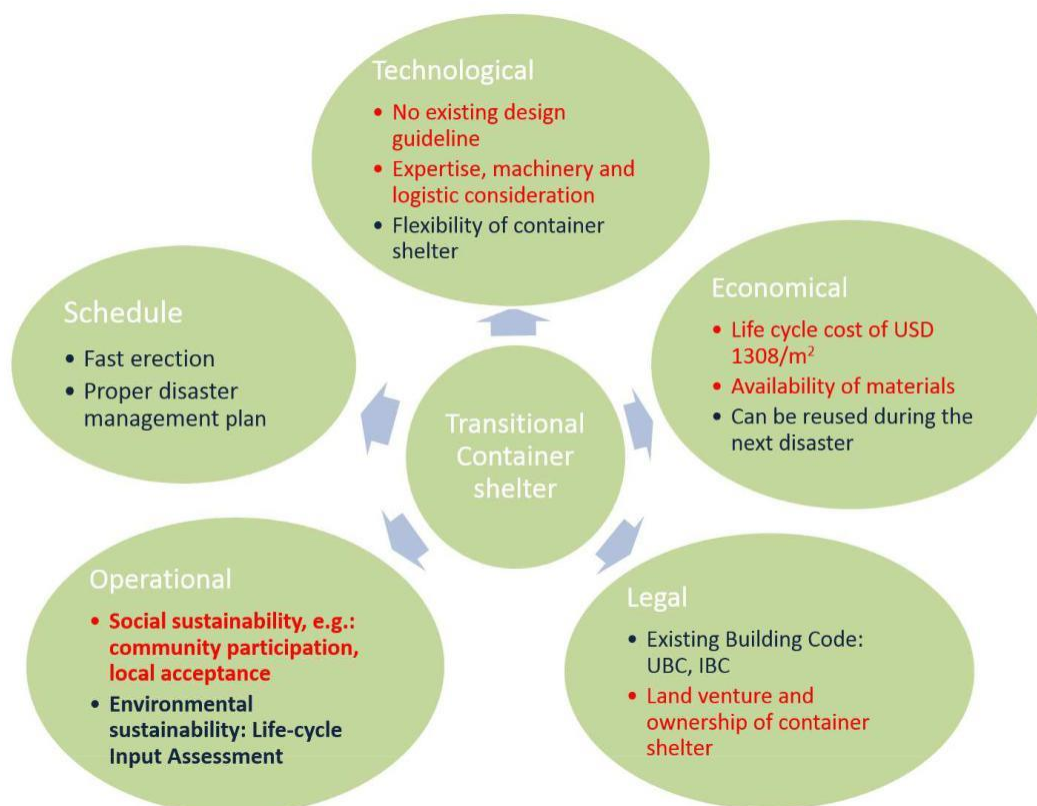 Technological
• No existing design
guideline
• Expertise, machinery and
logistic consideration
• Flexibility of container
shelter
Economical
• Life cycle cost of USD
1308/m²
• Availability of materials
• Can be reused during the
next disaster
Schedule
• Fast erection
• Proper disaster
management plan
Transitional
Container
shelter
Operational
• Social sustainability, e.g.:
community participation,
local acceptance
• Environmental
sustainability: Life-cycle
Input Assessment
Legal
• Existing Building Code:
UBC, IBC
• Land venture and
ownership of container
shelter